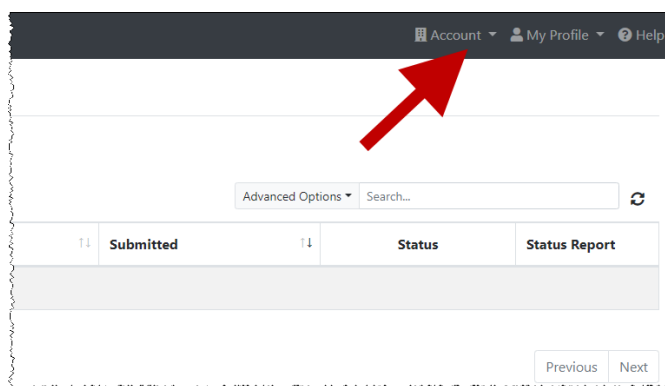 Account My Profile Help
Advanced Options Search...
Submitted Status Status Report
Previous Next